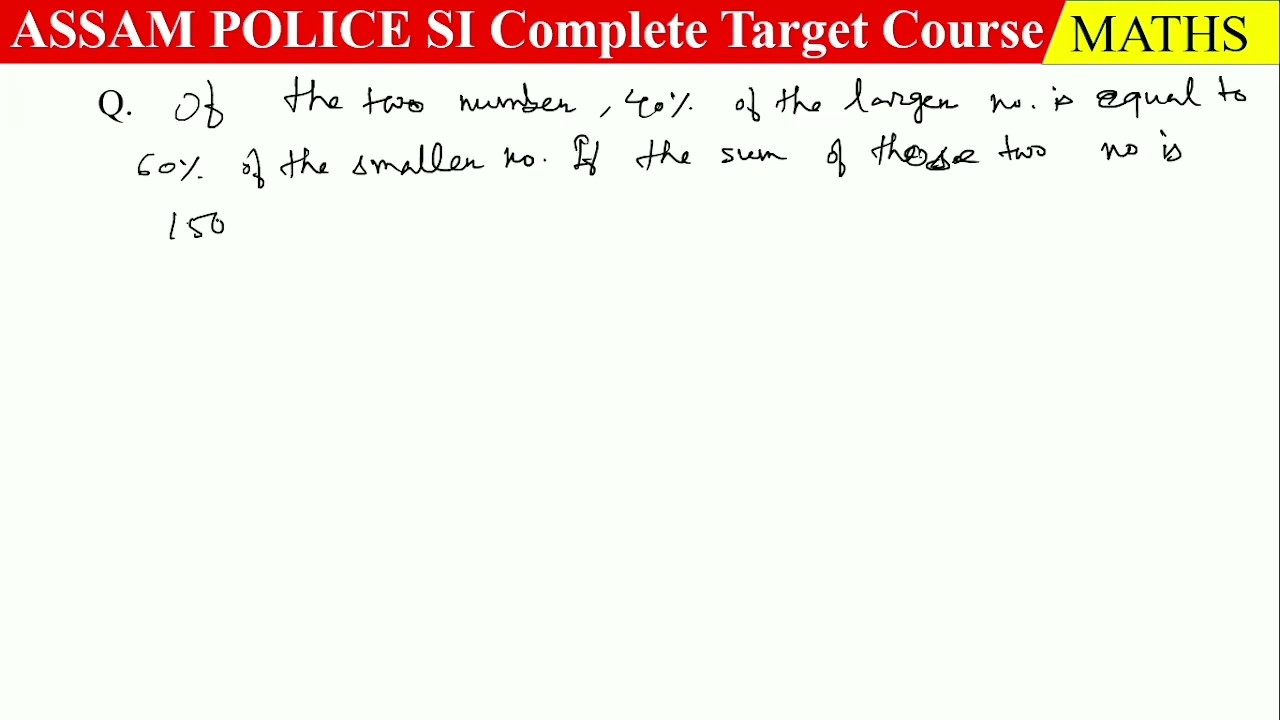 ASSAM POLICE SI Complete Target Course MATHS
Q. Of the two number, 40% of the larger no. is equal to
60% of the smaller no. If the sum of those two no is
150